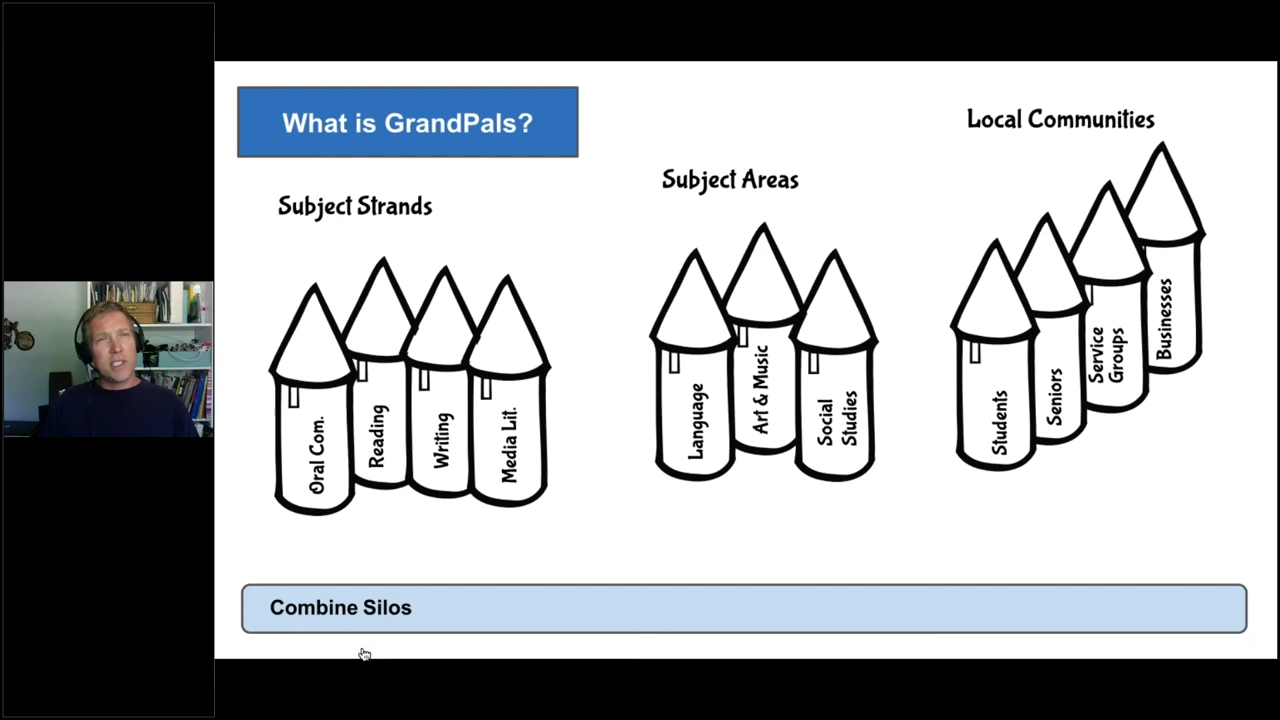 What is GrandPals?
Subject Strands
Oral Com.
Reading
Writing
Media Lit.
Subject Areas
Language
Art & Music
Social
Studies
Local Communities
Students
Seniors
Service
Groups
Businesses
Combine Silos